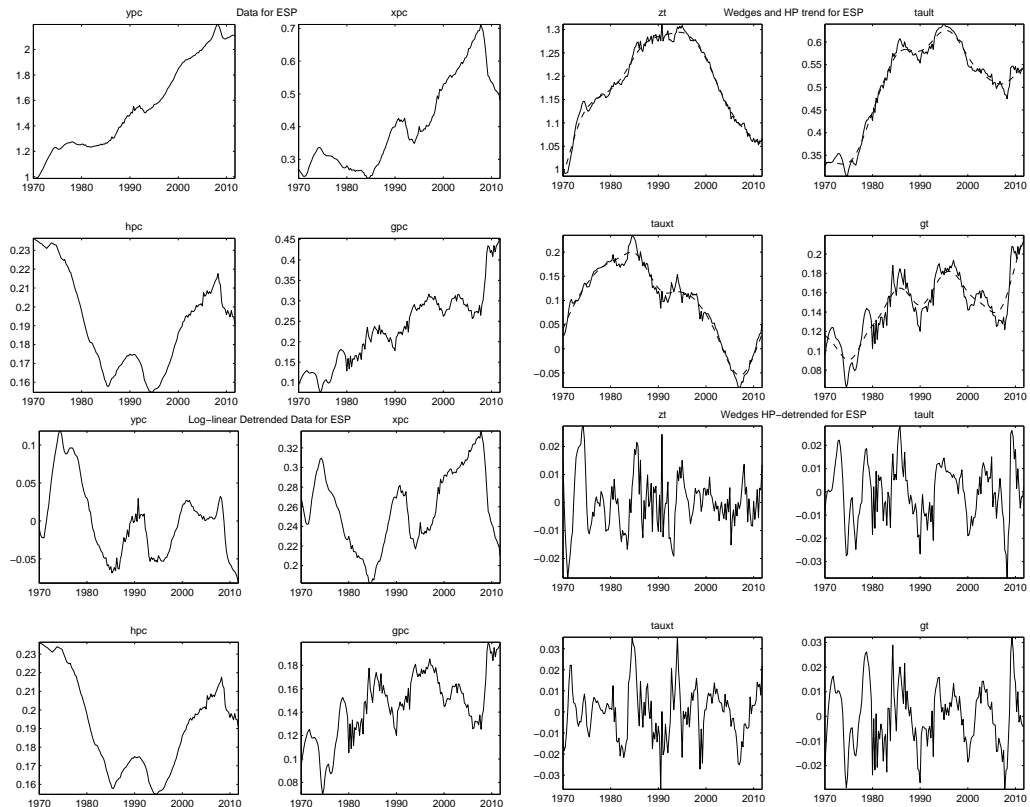 Data for ESP
ypc
2
1.8
1.6
1.4
1.2
1
1970 1980 1990 2000 2010
xpc
0.7
0.6
0.5
0.4
0.3
1970 1980 1990 2000 2010
hpc
0.23
0.22
0.21
0.2
0.19
0.18
0.17
0.16
1970 1980 1990 2000 2010
gpc
0.45
0.4
0.35
0.3
0.25
0.2
0.15
0.1
1970 1980 1990 2000 2010
Wedges and HP trend for ESP
zt
1.3
1.25
1.2
1.15
1.1
1.05
1
1970 1980 1990 2000 2010
tault
0.6
0.55
0.5
0.45
0.4
0.35
1970 1980 1990 2000 2010
tauxt
0.2
0.15
0.1
0.05
0
−0.05
1970 1980 1990 2000 2010
gt
0.2
0.18
0.16
0.14
0.12
0.1
0.08
1970 1980 1990 2000 2010
Log−linear Detrended Data for ESP
ypc
0.1
0.05
0
−0.05
1970 1980 1990 2000 2010
xpc
0.32
0.3
0.28
0.26
0.24
0.22
0.2
1970 1980 1990 2000 2010
hpc
0.23
0.22
0.21
0.2
0.19
0.18
0.17
0.16
1970 1980 1990 2000 2010
gpc
0.18
0.16
0.14
0.12
0.1
0.08
1970 1980 1990 2000 2010
Wedges HP−detrended for ESP
zt
0.02
0.01
0
−0.01
−0.02
1970 1980 1990 2000 2010
tault
0.02
0.01
0
−0.01
−0.02
−0.03
1970 1980 1990 2000 2010
tauxt
0.03
0.02
0.01
0
−0.01
−0.02
−0.03
1970 1980 1990 2000 2010
gt
0.03
0.02
0.01
0
−0.01
−0.02
1970 1980 1990 2000 2010